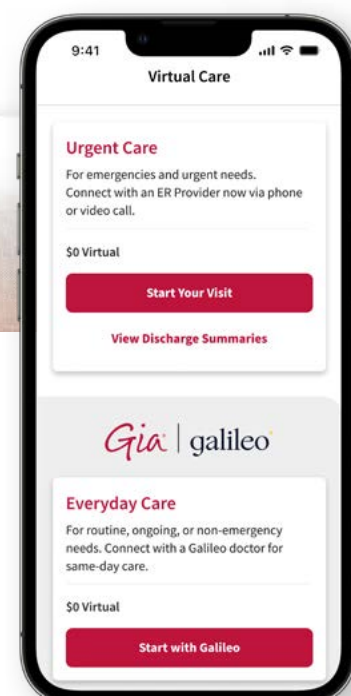 9:41
Virtual Care
Urgent Care
For emergencies and urgent needs.
Connect with an ER Provider now via phone
or video call.
$0 Virtual
Start Your Visit
View Discharge Summaries
Gia | galileo
Everyday Care
For routine, ongoing, or non-emergency
needs. Connect with a Galileo doctor for
same-day care.
$0 Virtual
Start with Galileo